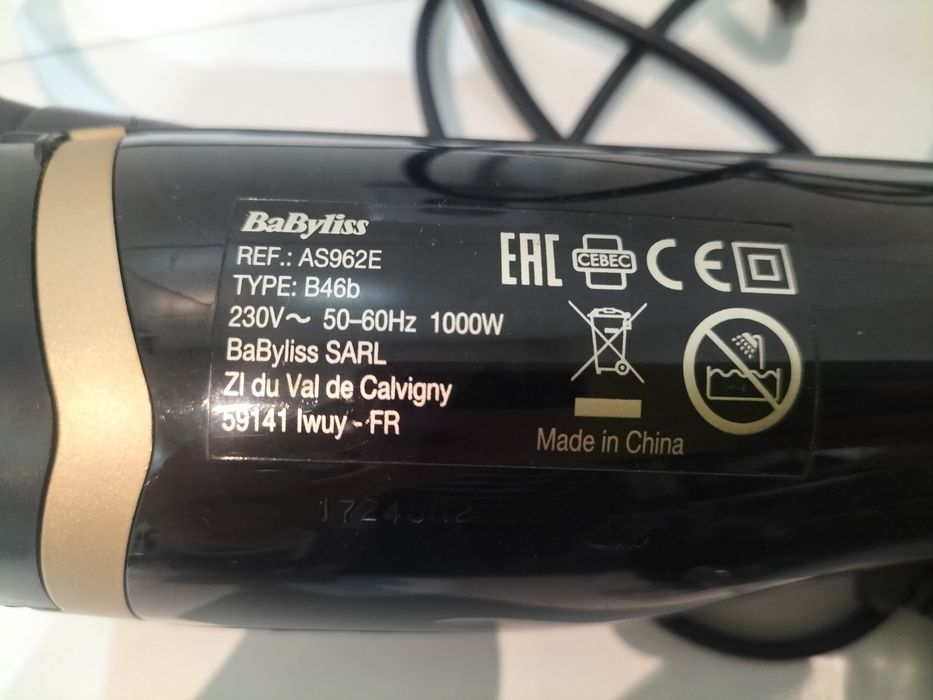 BaByliss
REF.: AS962E
TYPE: B46b
230V~ 50-60Hz 1000W
BaByliss SARL
ZI du Val de Calvigny
59141 Iwuy - FR
EAC
CEBEC
CE
Made in China